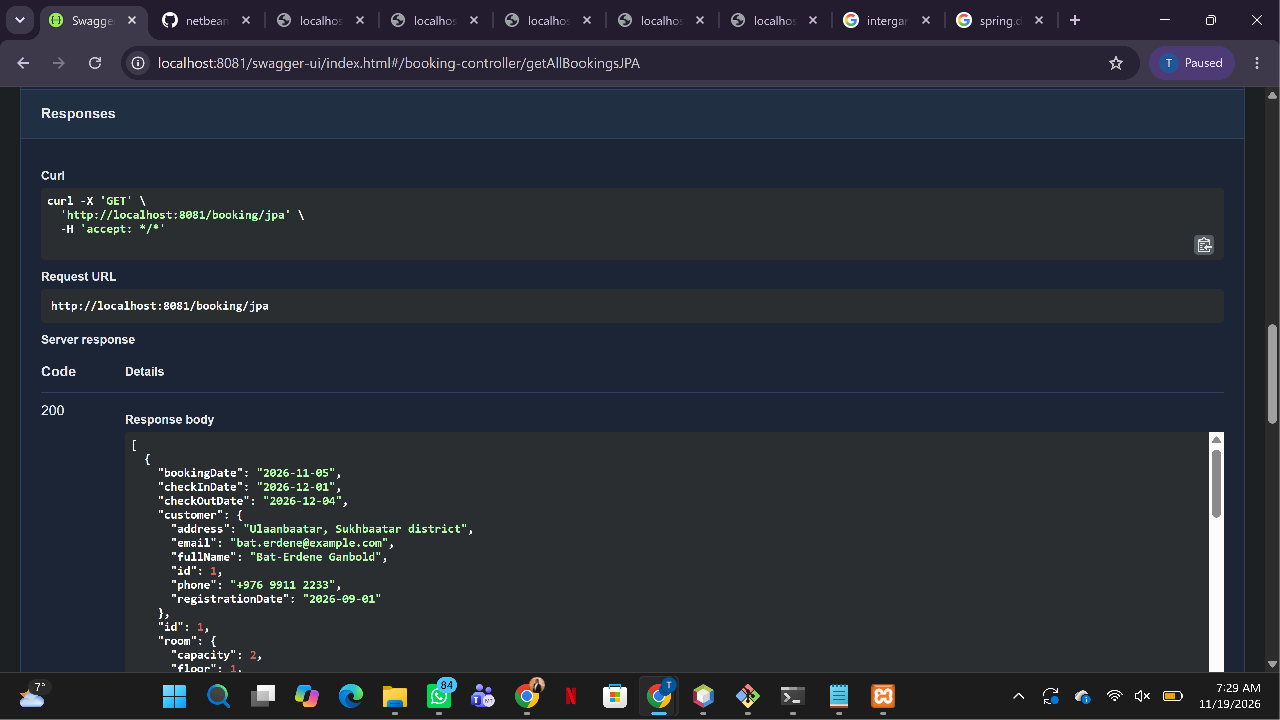 Swagge
netbean
localhos
localhos
localhos
localhos
localhos
intergar
spring.d
localhost:8081/swagger-ui/index.html#/booking-controller/getAllBookingsJPA
T
Paused
Responses
Curl
curl -X 'GET' \
'http://localhost:8081/booking/jpa' \
-H 'accept: */*'
Request URL
http://localhost:8081/booking/jpa
Server response
Code Details
200
Response body
[
{
"bookingDate": "2026-11-05",
"checkInDate": "2026-12-01",
"checkOutDate": "2026-12-04",
"customer": {
"address": "Ulaanbaatar, Sukhbaatar district",
"email": "bat.erdene@example.com",
"fullName": "Bat-Erdene Ganbold",
"id": 1,
"phone": "+976 9911 2233",
"registrationDate": "2026-09-01"
},
"id": 1,
"room": {
"capacity": 2,
"floor": 1,
7°
84
T
7:29 AM
11/19/2026